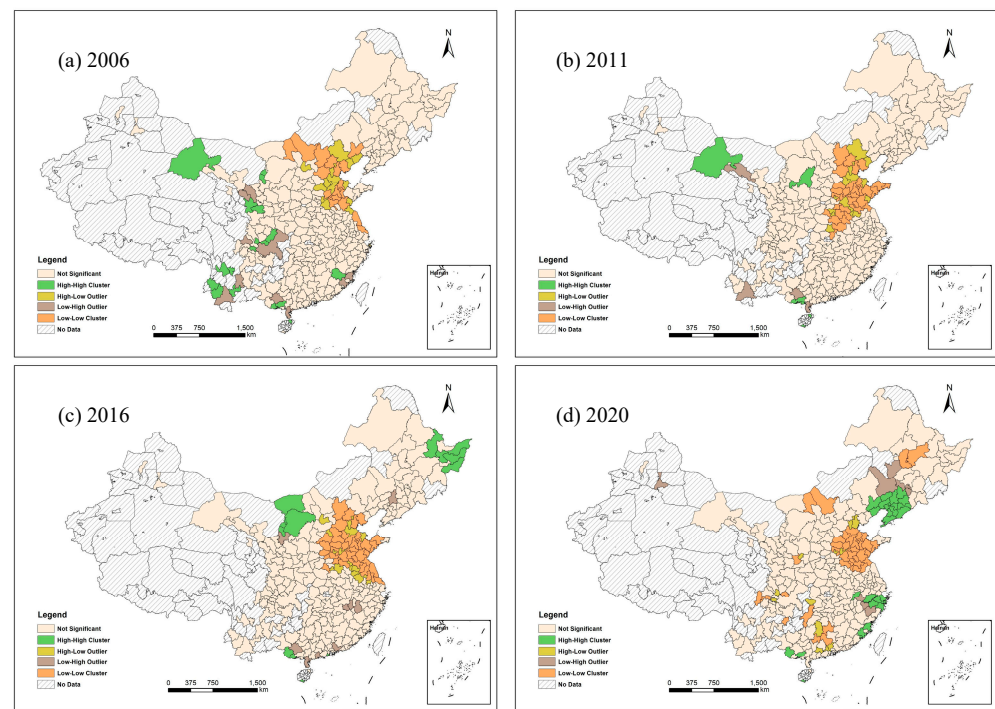 (a) 2006
N
Legend
Not Significant
High-High Cluster
High-Low Outlier
Low-High Outlier
Low-Low Cluster
No Data
0 375 750 1,500
km
(b) 2011
N
Legend
Not Significant
High-High Cluster
High-Low Outlier
Low-High Outlier
Low-Low Cluster
No Data
0 375 750 1,500
km
(c) 2016
N
Legend
Not Significant
High-High Cluster
High-Low Outlier
Low-High Outlier
Low-Low Cluster
No Data
0 375 750 1,500
km
(d) 2020
N
Legend
Not Significant
High-High Cluster
High-Low Outlier
Low-High Outlier
Low-Low Cluster
No Data
0 375 750 1,500
km